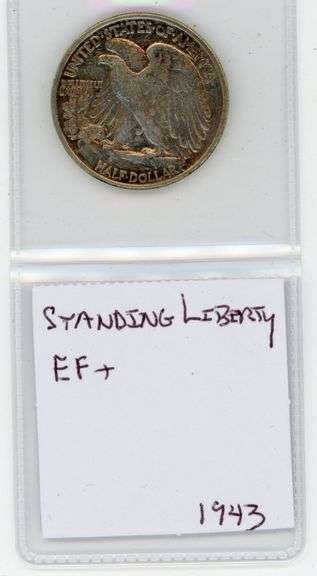 UNITED STATES OF AMERICA
HALF DOLLAR
STANDING LIBERTY
EF+
1943